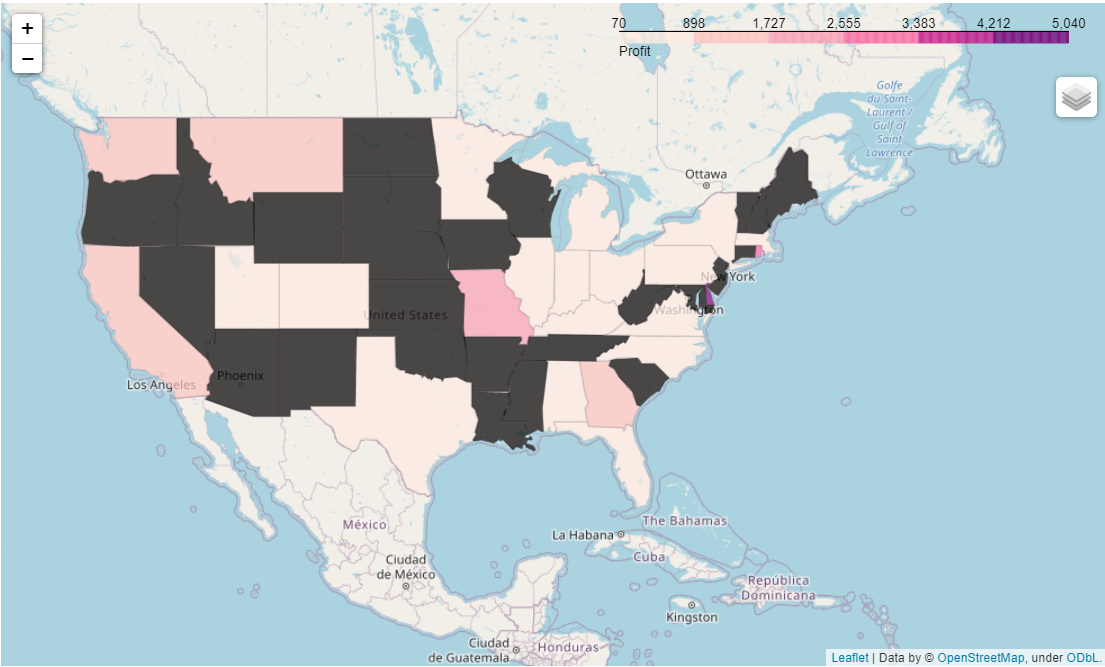 +
−
70 898 1,727 2,555 3,383 4,212 5,040
Profit
Golfe
du Saint-
Laurent /
Gulf of
Saint
Lawrence
Ottawa
New York
United States
Washington
Phoenix
Los Angeles
México
The Bahamas
La Habana
Cuba
Ciudad
de México
República
Dominicana
Kingston
Ciudad
de Guatemala
Honduras
Leaflet | Data by © OpenStreetMap, under ODbL.